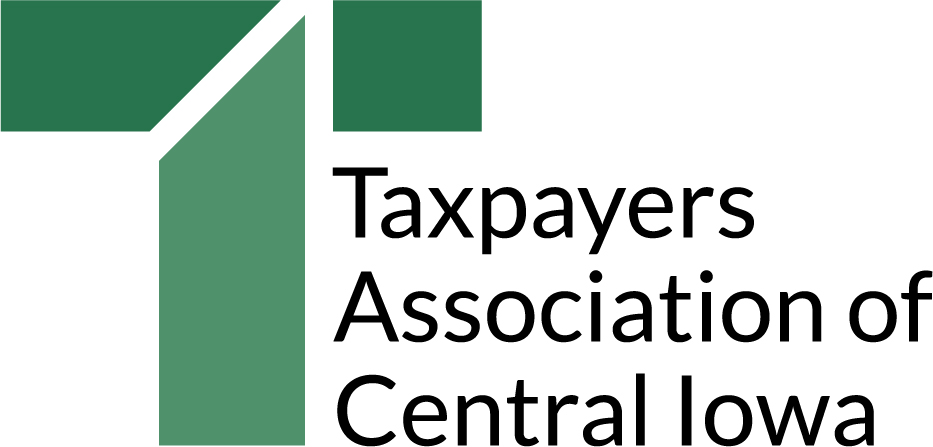 Taxpayers
Association of
Central Iowa